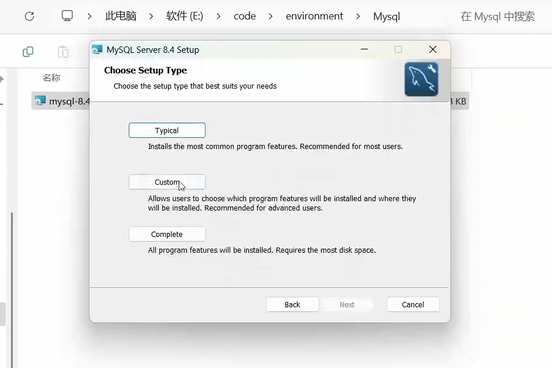 此电脑 > 软件 (E:) > code > environment > Mysql
在 Mysql 中搜索
名称
mysql-8.4
KB
MySQL Server 8.4 Setup
Choose Setup Type
Choose the setup type that best suits your needs
Typical
Installs the most common program features. Recommended for most users.
Custom
Allows users to choose which program features will be installed and where they
will be installed. Recommended for advanced users.
Complete
All program features will be installed. Requires the most disk space.
Back
Next
Cancel